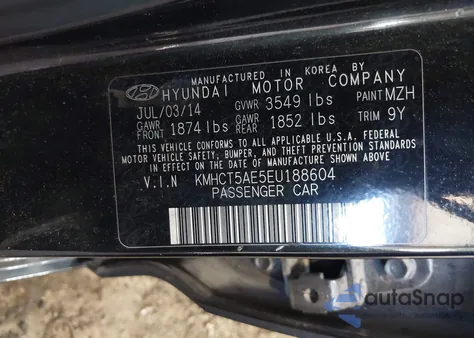 MANUFACTURED IN KOREA BY
HYUNDAI MOTOR COMPANY
JUL/03/14 GVWR 3549 lbs PAINT MZH
GAWR FRONT 1874 lbs GAWR REAR 1852 lbs TRIM 9Y
THIS VEHICLE CONFORMS TO ALL APPLICABLE U.S.A. FEDERAL
MOTOR VEHICLE SAFETY, BUMPER, AND THEFT PREVENTION STANDARDS
IN EFFECT ON THE DATE OF MANUFACTURE SHOWN ABOVE.
V.I.N KMHCT5AE5EU188604
PASSENGER CAR
autoSnap